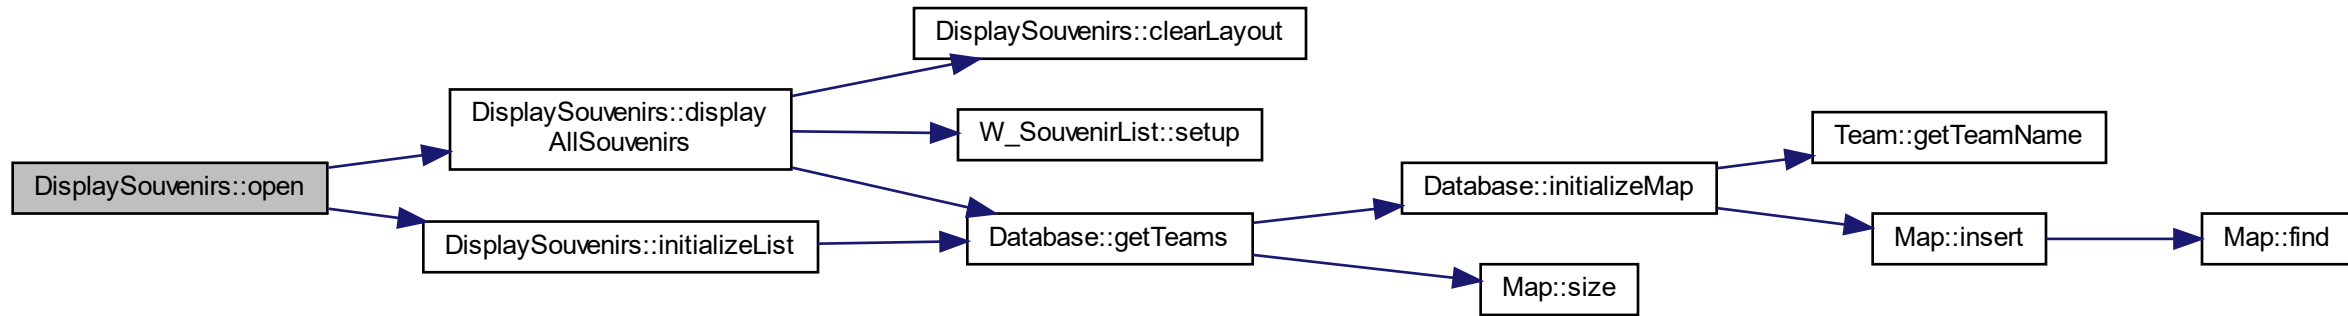 DisplaySouvenirs::open
DisplaySouvenirs::display
AllSouvenirs
DisplaySouvenirs::initializeList
DisplaySouvenirs::clearLayout
W_SouvenirList::setup
Database::getTeams
Database::initializeMap
Map::size
Team::getTeamName
Map::insert
Map::find